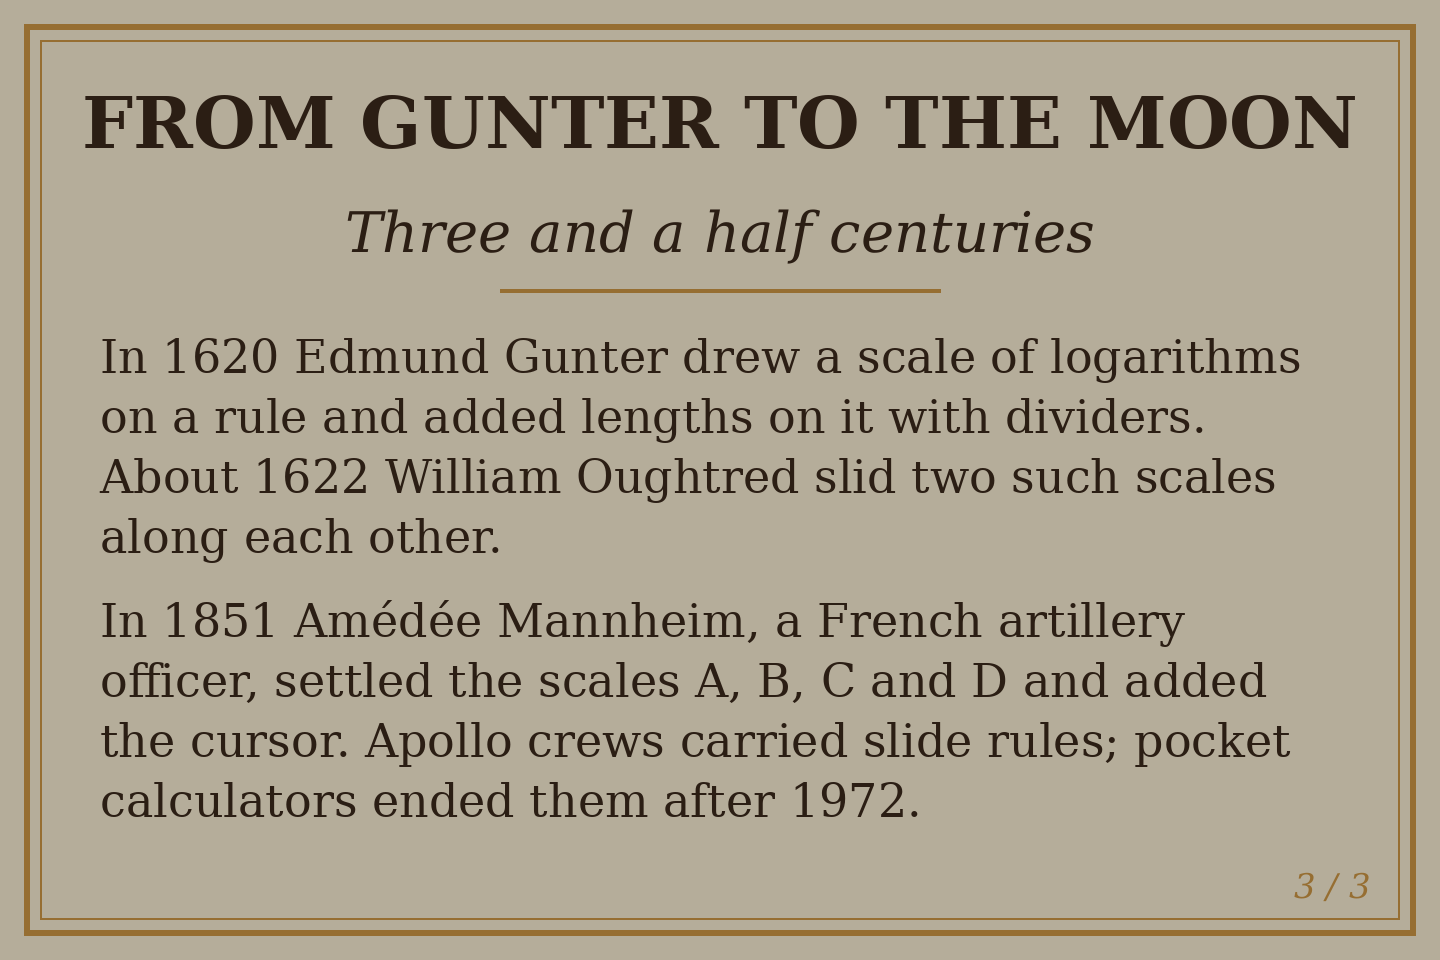 FROM GUNTER TO THE MOON
Three and a half centuries
In 1620 Edmund Gunter drew a scale of logarithms
on a rule and added lengths on it with dividers.
About 1622 William Oughtred slid two such scales
along each other.
In 1851 Amédée Mannheim, a French artillery
officer, settled the scales A, B, C and D and added
the cursor. Apollo crews carried slide rules; pocket
calculators ended them after 1972.
3 / 3